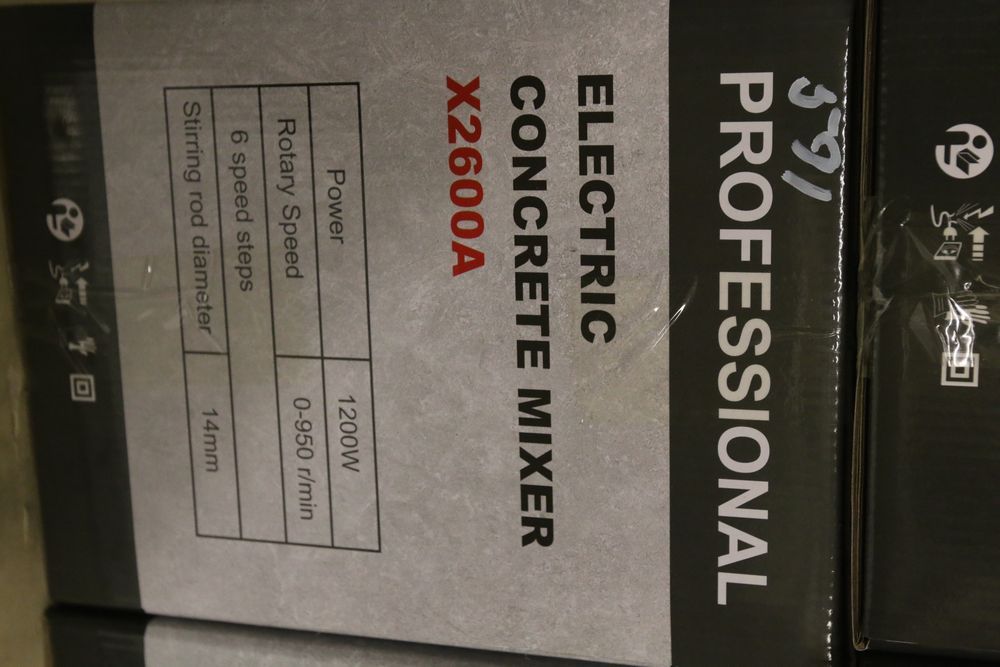 PROFESSIONAL
ELECTRIC
CONCRETE MIXER
X2600A
Power 1200W
Rotary Speed 0-950 r/min
6 speed steps
Stirring rod diameter 14mm